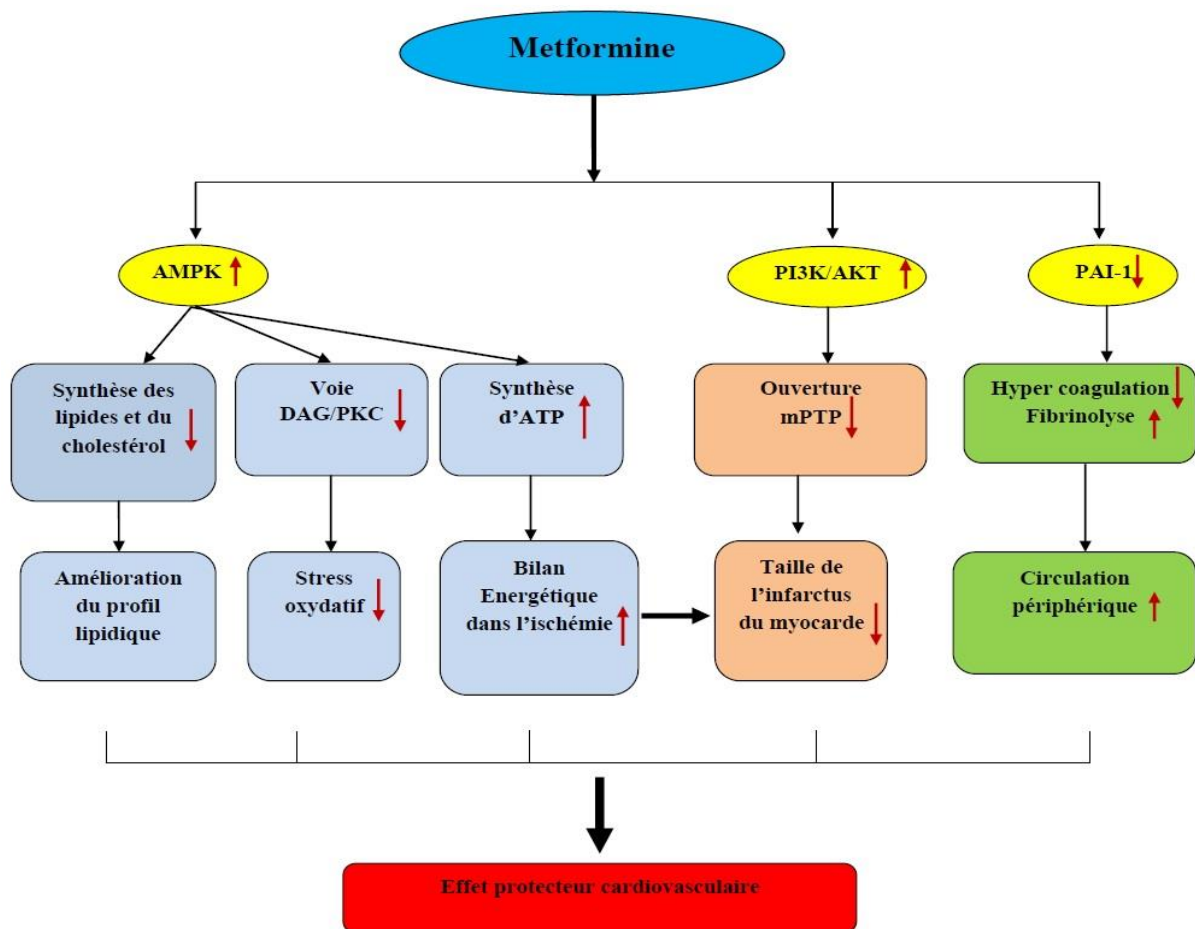 Metformine
AMPK
PI3K/AKT
PAI-1
Synthèse des
lipides et du
cholestérol
Voie
DAG/PKC
Synthèse
d’ATP
Ouverture
mPTP
Hyper coagulation
Fibrinolyse
Amélioration
du profil
lipidique
Stress
oxydatif
Bilan
Energétique
dans l’ischémie
Taille de
l’infarctus
du myocarde
Circulation
périphérique
Effet protecteur cardiovasculaire